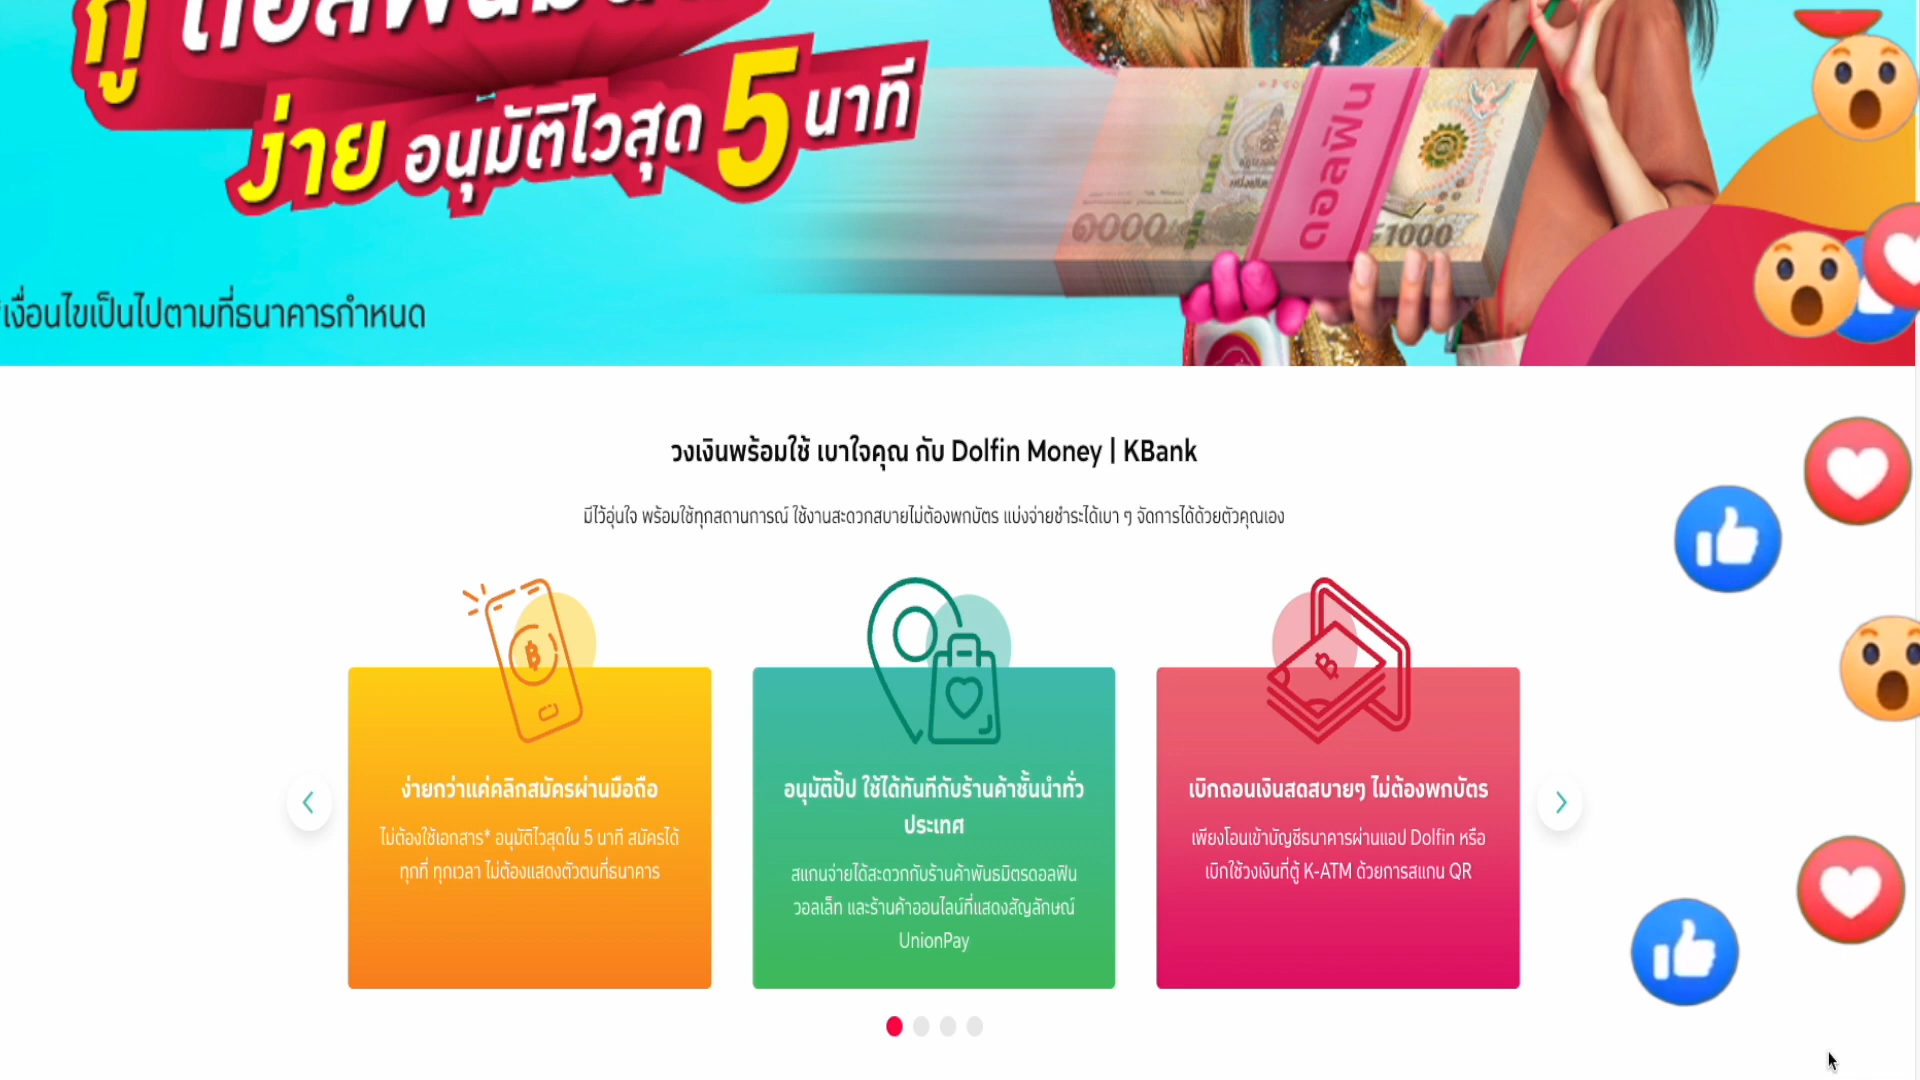 กู้
ง่าย อนุมัติไวสุด 5 นาที
ดอลฟิน
๑๐๐๐
1000
เงื่อนไขเป็นไปตามที่ธนาคารกำหนด
วงเงินพร้อมใช้ เบาใจคุณ กับ Dolfin Money | KBank
มีไว้อุ่นใจ พร้อมใช้ทุกสถานการณ์ ใช้งานสะดวกสบายไม่ต้องพกบัตร แบ่งจ่ายชำระได้เบา ๆ จัดการได้ด้วยตัวคุณเอง
ง่ายกว่าแค่คลิกสมัครผ่านมือถือ
ไม่ต้องใช้เอกสาร* อนุมัติไวสุดใน 5 นาที สมัครได้
ทุกที่ ทุกเวลา ไม่ต้องแสดงตัวตนที่ธนาคาร
อนุมัติปั้ป ใช้ได้ทันทีกับร้านค้าชั้นนำทั่ว
ประเทศ
สแกนจ่ายได้สะดวกกับร้านค้าพันธมิตรดอลฟิน
วอลเล็ท และร้านค้าออนไลน์ที่แสดงสัญลักษณ์
UnionPay
เบิกถอนเงินสดสบายๆ ไม่ต้องพกบัตร
เพียงโอนเข้าบัญชีธนาคารผ่านแอป Dolfin หรือ
เบิกใช้วงเงินที่ตู้ K-ATM ด้วยการสแกน QR